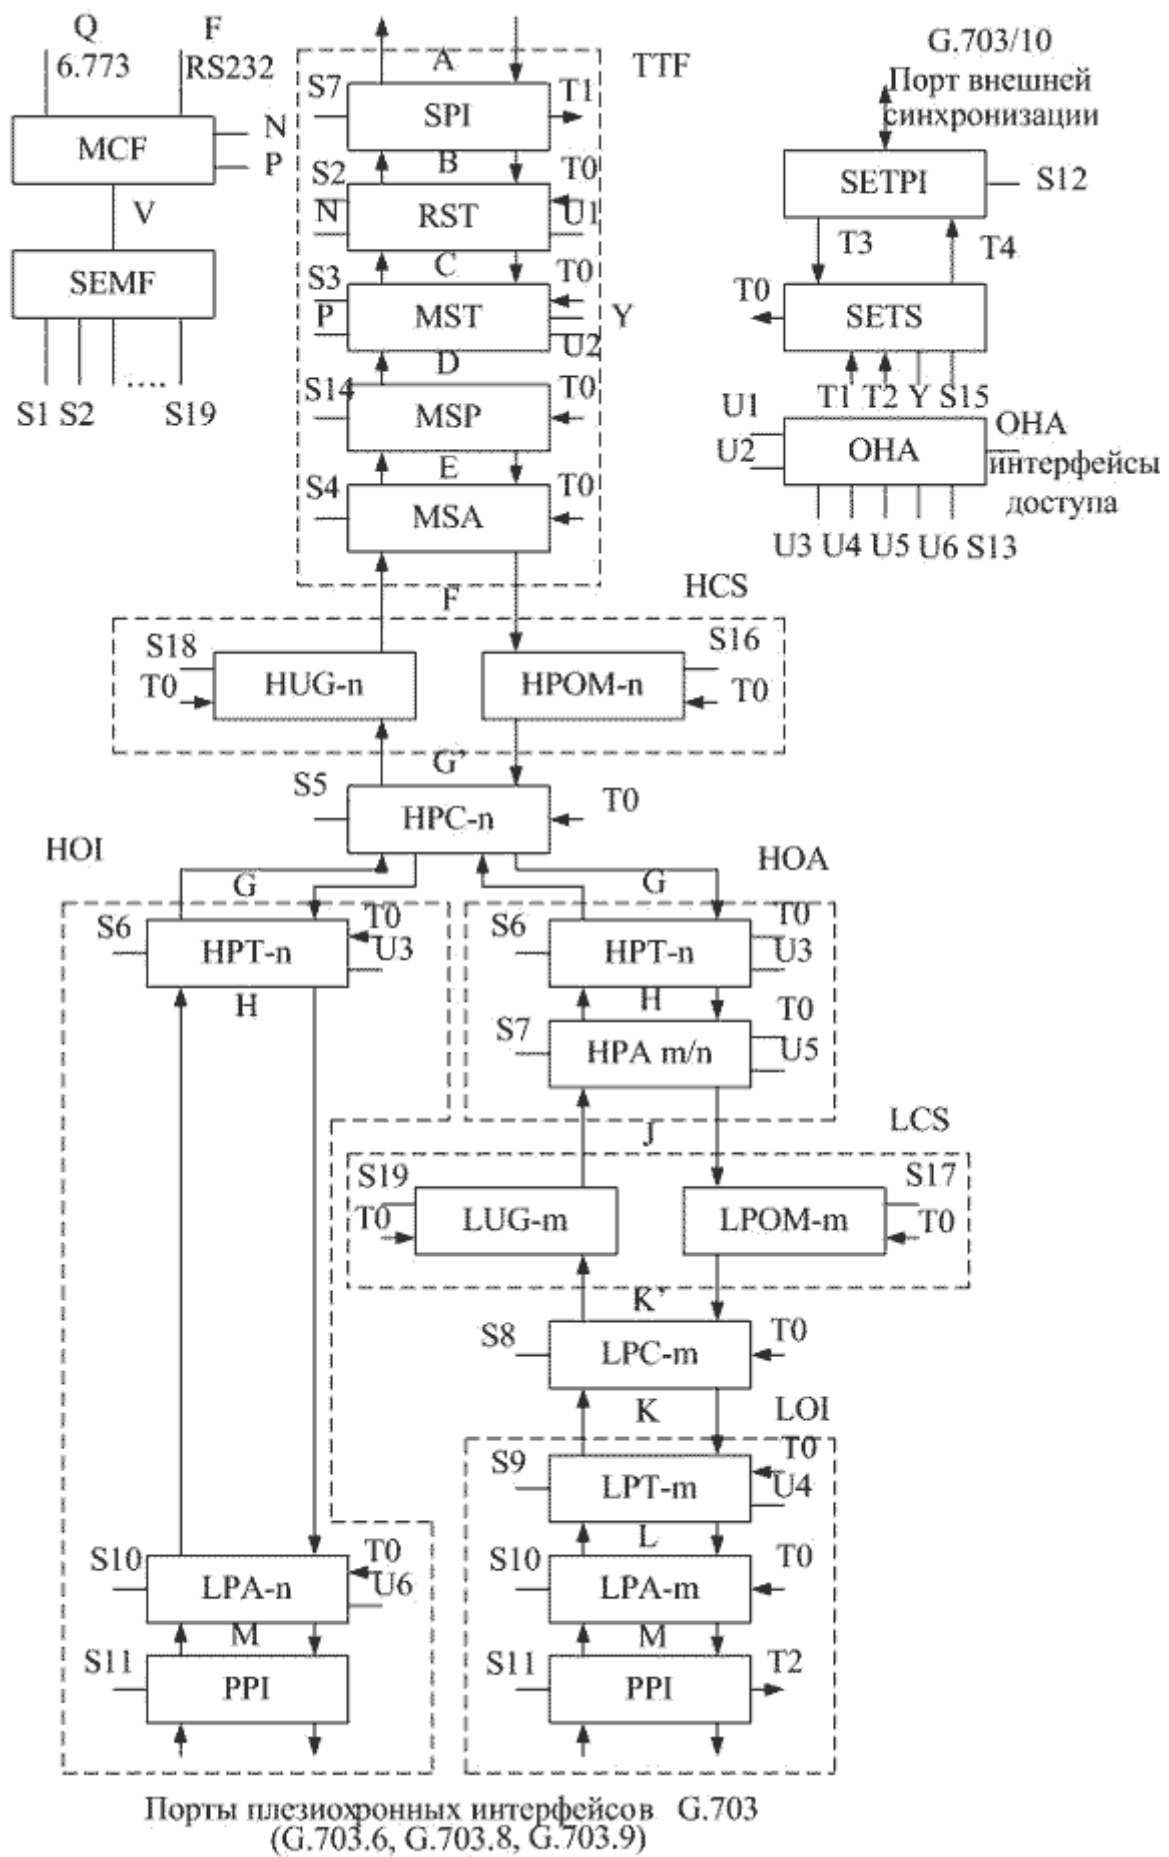 Q F
6.773 RS232
MCF
N
P
V
SEMF
S1 S2 .... S19
TTF
A
S7 SPI T1
B
S2 T0
N RST U1
C
S3 T0
P MST Y
U2
D
S14 MSP T0
E
S4 MSA T0
F
G.703/10
Порт внешней
синхронизации
SETPI S12
T3 T4
T0 SETS
T1 T2 Y S15
U1 OHA
U2 OHA интерфейсы
доступа
U3 U4 U5 U6 S13
HCS
S18 S16
T0 HUG-n HPOM-n T0
G’
S5 HPC-n T0
HOI HOA
G G
S6 HPT-n T0
U3
H
S6 HPT-n T0
U3
H
S7 HPA m/n T0
U5
J
LCS
S19 S17
T0 LUG-m LPOM-m T0
K’
S8 LPC-m T0
K
LOI
S9 LPT-m T0
U4
L
S10 LPA-n T0
U6
S10 LPA-m T0
M M
S11 PPI
S11 PPI T2
Порты плезиохронных интерфейсов G.703
(G.703.6, G.703.8, G.703.9)